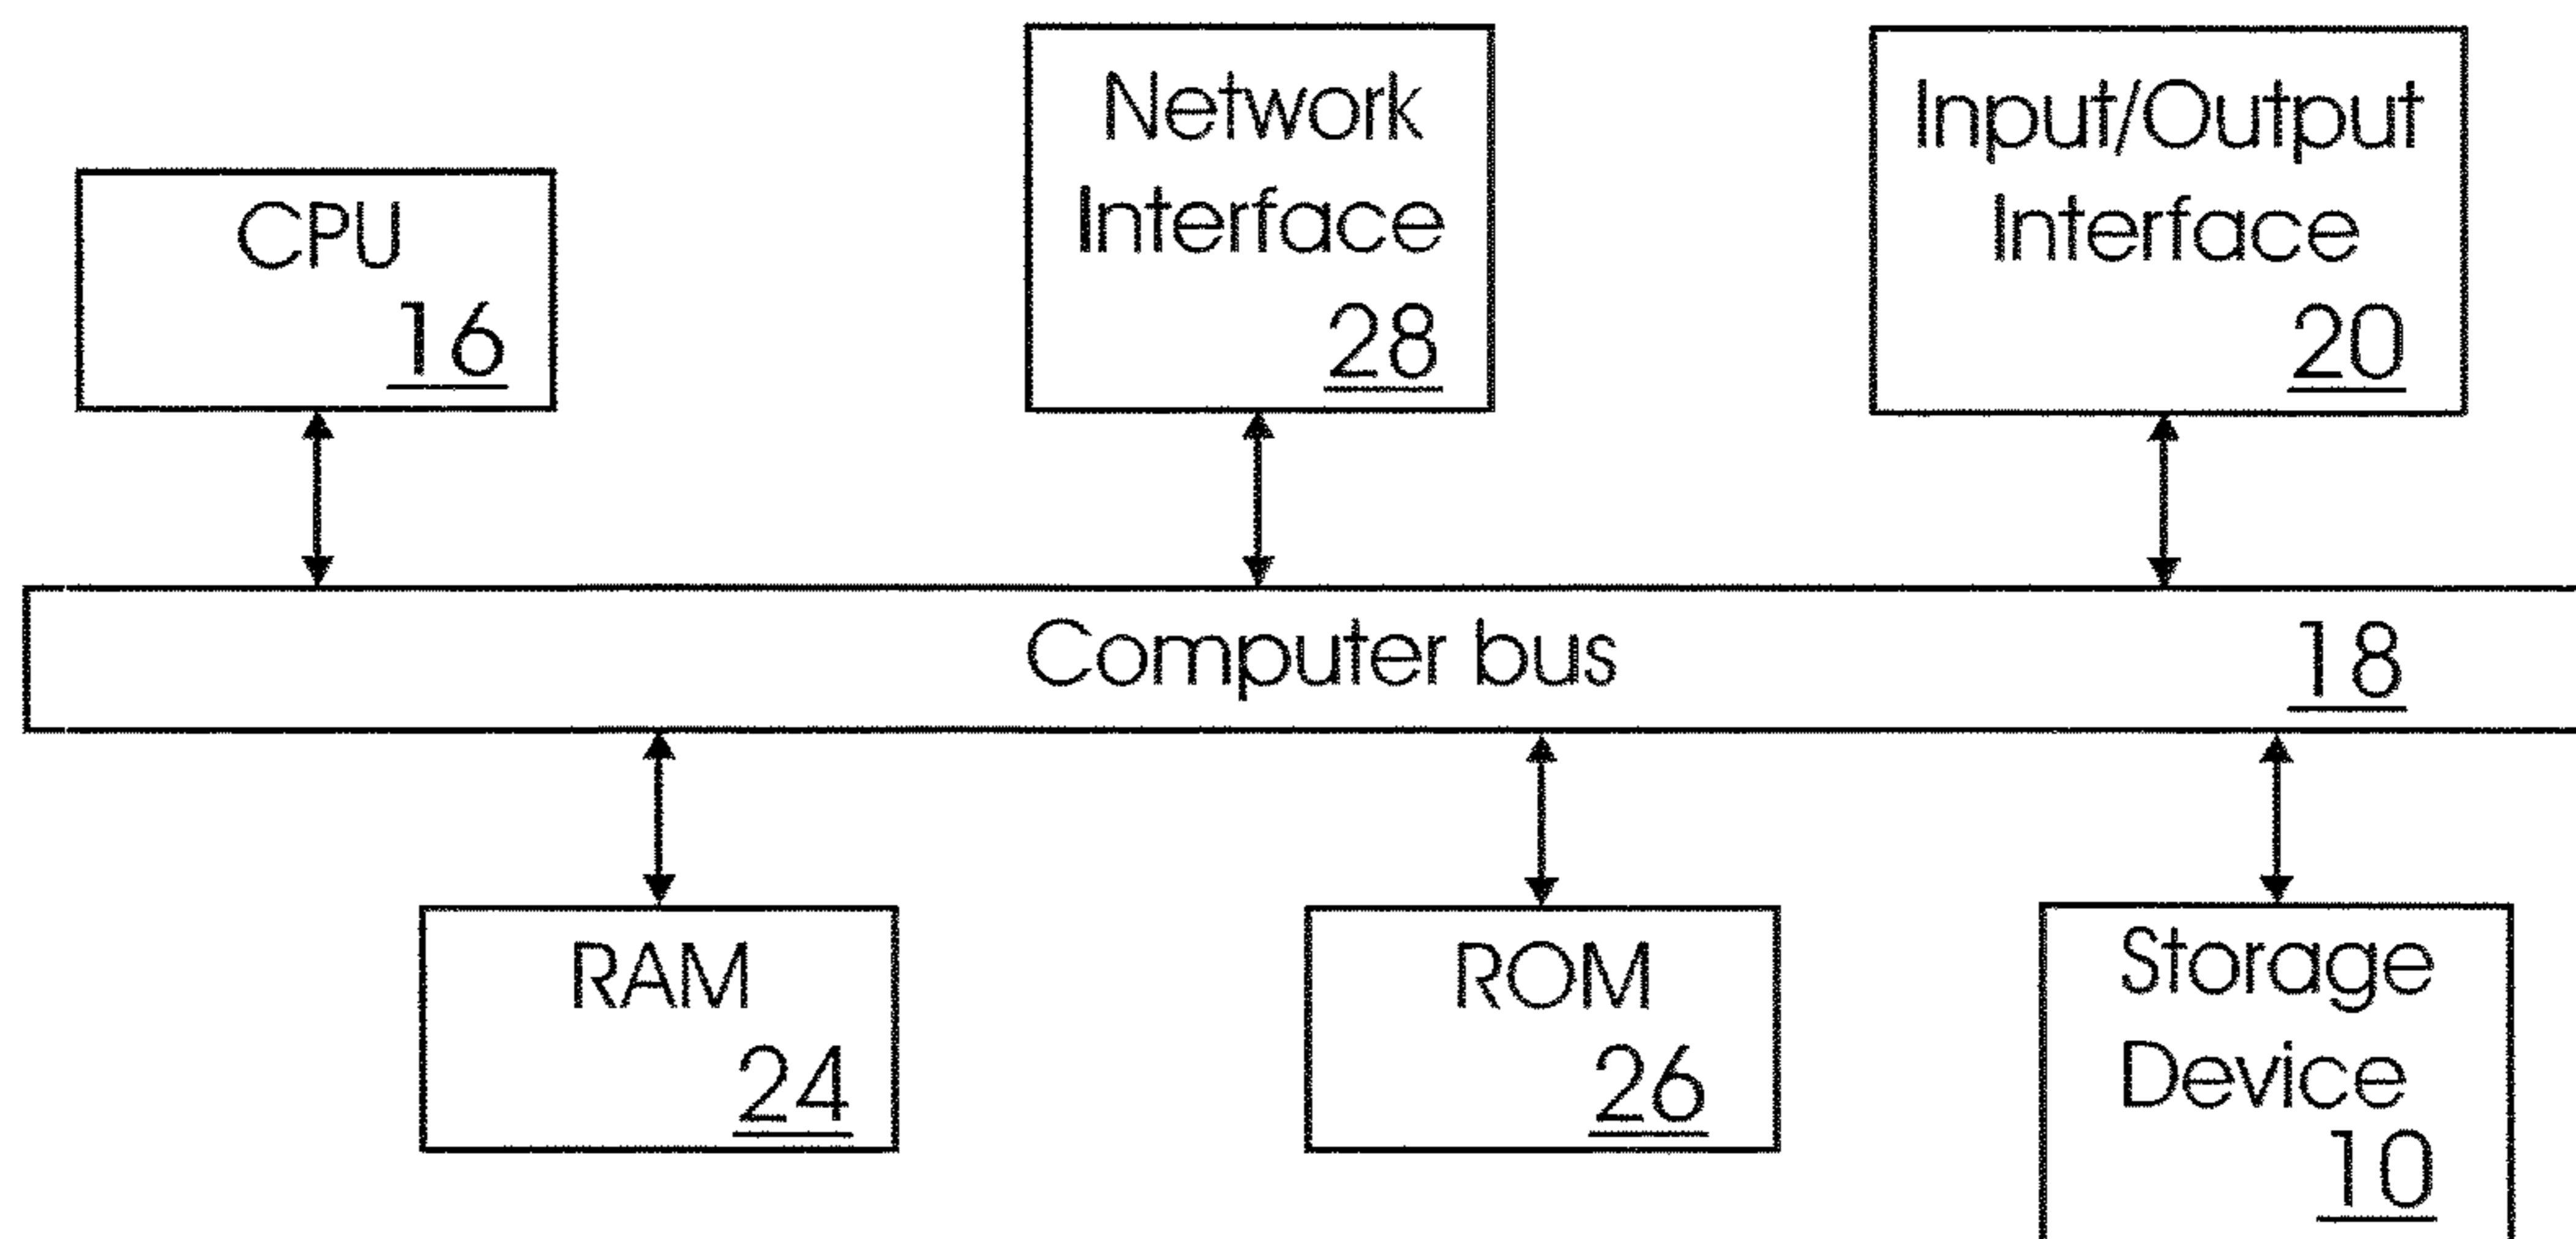 CPU
16
Network
Interface
28
Input/Output
Interface
20
Computer bus
18
RAM
24
ROM
26
Storage
Device
10